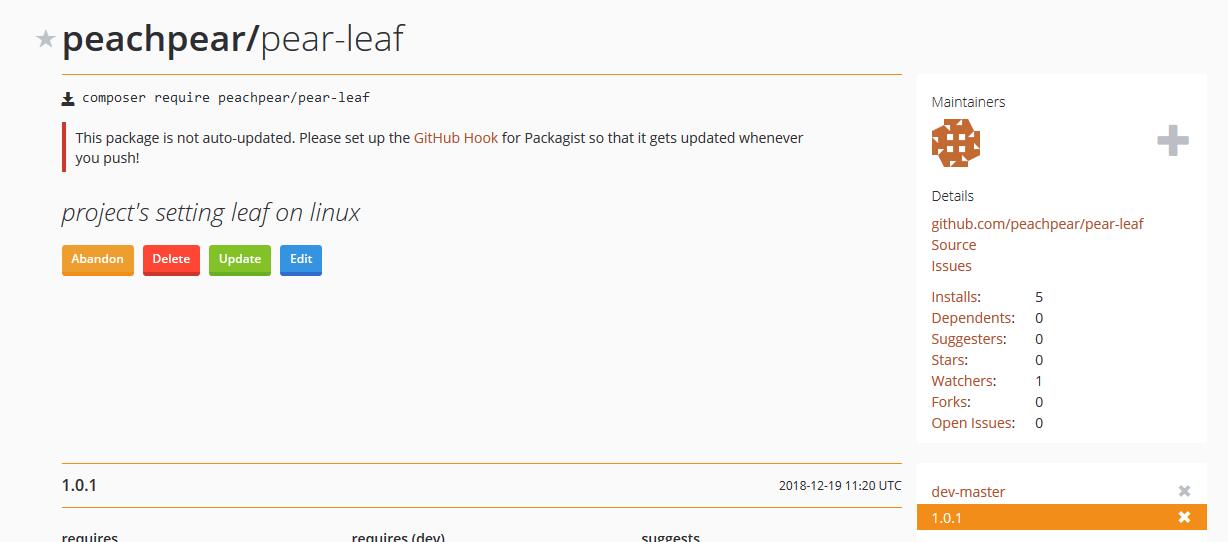 peachpear/pear-leaf
composer require peachpear/pear-leaf
This package is not auto-updated. Please set up the GitHub Hook for Packagist so that it gets updated whenever
you push!
project's setting leaf on linux
Abandon Delete Update Edit
1.0.1 2018-12-19 11:20 UTC
requires requires (dev) suggests
Maintainers
Details
github.com/peachpear/pear-leaf
Source
Issues
Installs: 5
Dependents: 0
Suggesters: 0
Stars: 0
Watchers: 1
Forks: 0
Open Issues: 0
dev-master
1.0.1